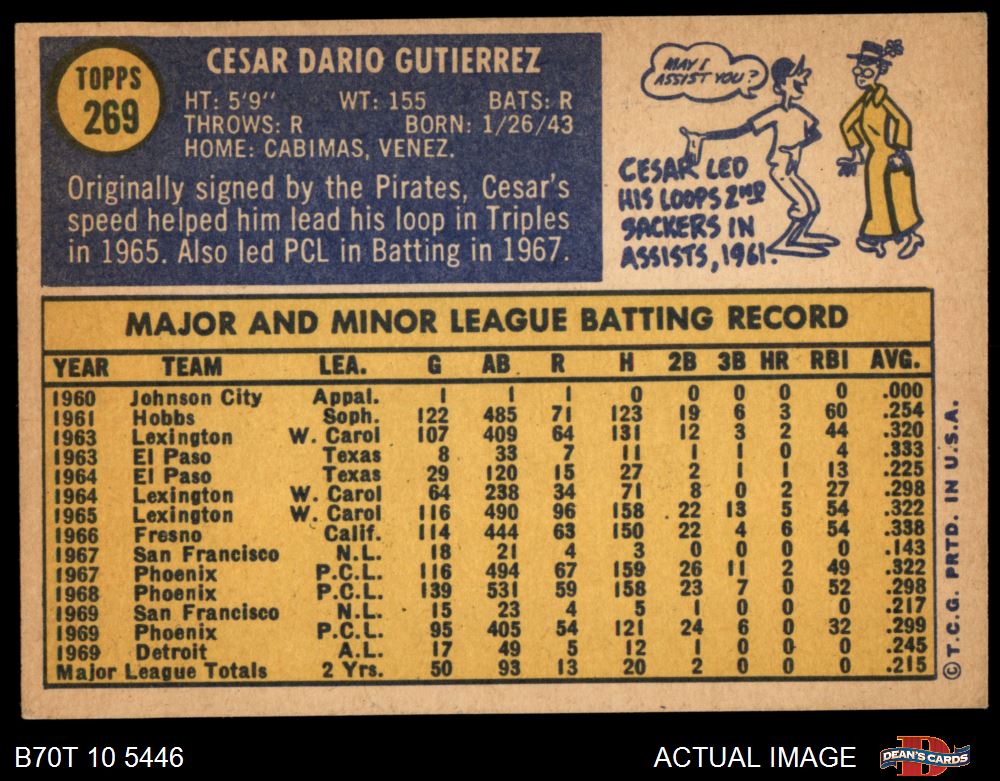 TOPPS
269
CESAR DARIO GUTIERREZ
HT: 5'9" WT: 155 BATS: R
THROWS: R BORN: 1/26/43
HOME: CABIMAS, VENEZ.
Originally signed by the Pirates, Cesar's
speed helped him lead his loop in Triples
in 1965. Also led PCL in Batting in 1967.
MAY I
ASSIST YOU?
CESAR LED
HIS LOOPS 2ND
SACKERS IN
ASSISTS, 1961.
MAJOR AND MINOR LEAGUE BATTING RECORD
YEAR TEAM LEA. G AB R H 2B 3B HR RBI AVG.
1960 Johnson City Appal. 1 1 1 0 0 0 0 0 .000
1961 Hobbs Soph. 122 485 71 123 19 6 3 60 .254
1963 Lexington W. Carol 107 409 64 131 12 3 2 44 .320
1963 El Paso Texas 8 33 7 11 1 1 0 4 .333
1964 El Paso Texas 29 120 15 27 2 1 1 13 .225
1964 Lexington W. Carol 64 238 34 71 8 0 2 27 .298
1965 Lexington W. Carol 116 490 96 158 22 13 5 54 .322
1966 Fresno Calif. 114 444 63 150 22 4 6 54 .338
1967 San Francisco N.L. 18 21 4 3 0 0 0 0 .143
1967 Phoenix P.C.L. 116 494 67 159 26 11 2 49 .322
1968 Phoenix P.C.L. 139 531 59 158 23 7 0 52 .298
1969 San Francisco N.L. 15 23 4 5 1 0 0 0 .217
1969 Phoenix P.C.L. 95 405 54 121 24 6 0 32 .299
1969 Detroit A.L. 17 49 5 12 1 0 0 0 .245
Major League Totals 2 Yrs. 50 93 13 20 2 0 0 0 .215
© T.C.G. PRTD. IN U.S.A.
B70T 10 5446
ACTUAL IMAGE
D
DEAN'S CARDS